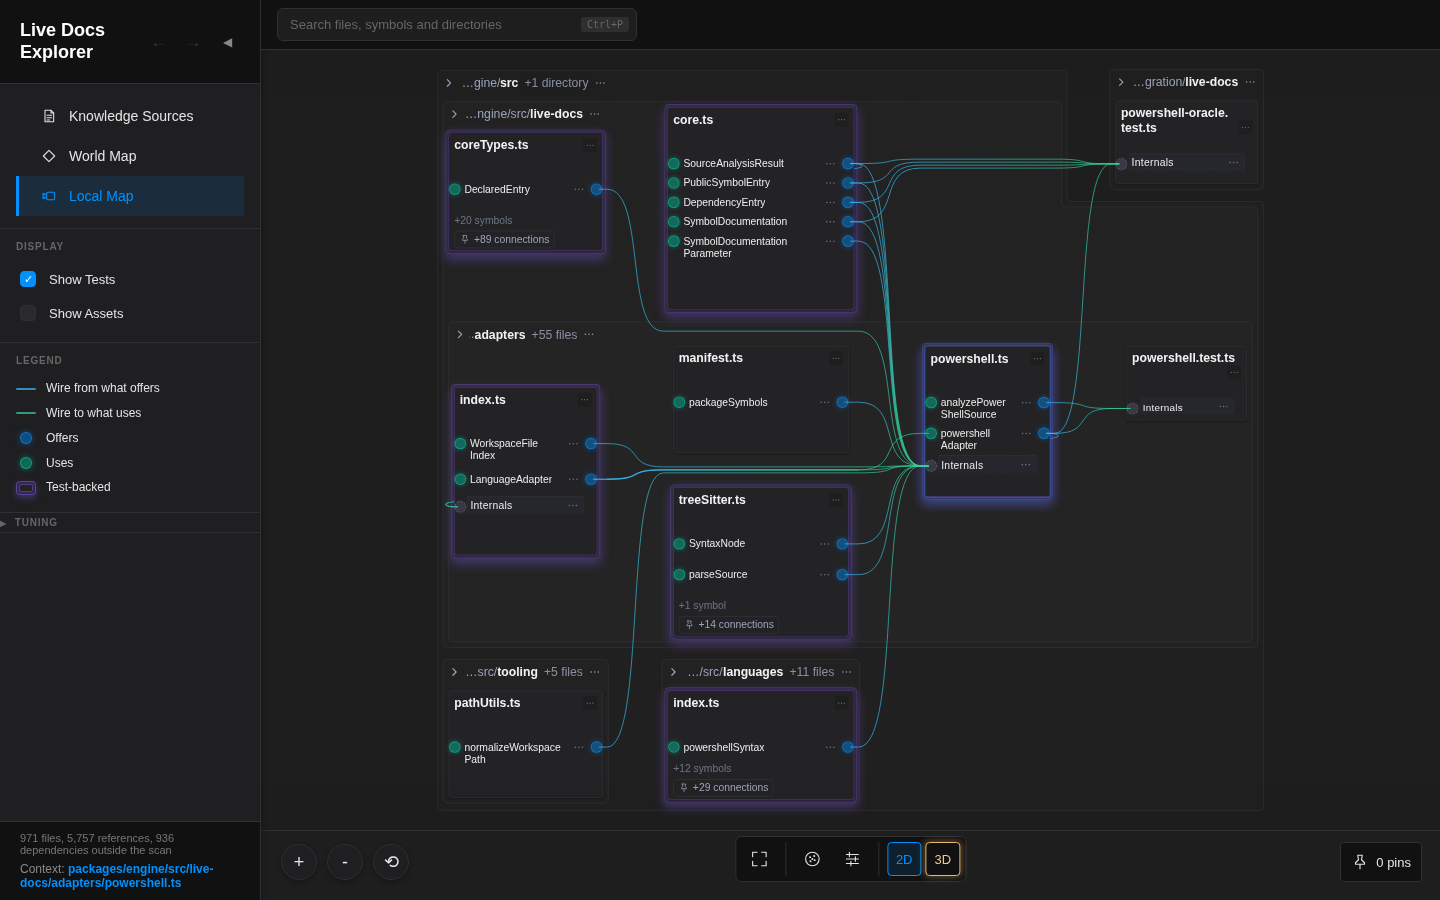 Live Docs
Explorer
← → ◀
Search files, symbols and directories
Ctrl+P
Knowledge Sources
World Map
Local Map
DISPLAY
Show Tests
Show Assets
LEGEND
Wire from what offers
Wire to what uses
Offers
Uses
Test-backed
TUNING
971 files, 5,757 references, 936
dependencies outside the scan
Context: packages/engine/src/live-
docs/adapters/powershell.ts
…gine/src +1 directory ···
…ngine/src/live-docs ···
coreTypes.ts ···
DeclaredEntry ···
+20 symbols
+89 connections
core.ts ···
SourceAnalysisResult ···
PublicSymbolEntry ···
DependencyEntry ···
SymbolDocumentation ···
SymbolDocumentation ···
Parameter
…gration/live-docs ···
powershell-oracle.
test.ts ···
Internals ···
.adapters +55 files ···
index.ts ···
WorkspaceFile ···
Index
LanguageAdapter ···
Internals ···
manifest.ts ···
packageSymbols ···
treeSitter.ts ···
SyntaxNode ···
parseSource ···
+1 symbol
+14 connections
powershell.ts ···
analyzePower ···
ShellSource
powershell ···
Adapter
Internals ···
powershell.test.ts
···
Internals ···
…src/tooling +5 files ···
pathUtils.ts ···
normalizeWorkspace ···
Path
…/src/languages +11 files ···
index.ts ···
powershellSyntax ···
+12 symbols
+29 connections
+ - ⟲
2D 3D
0 pins